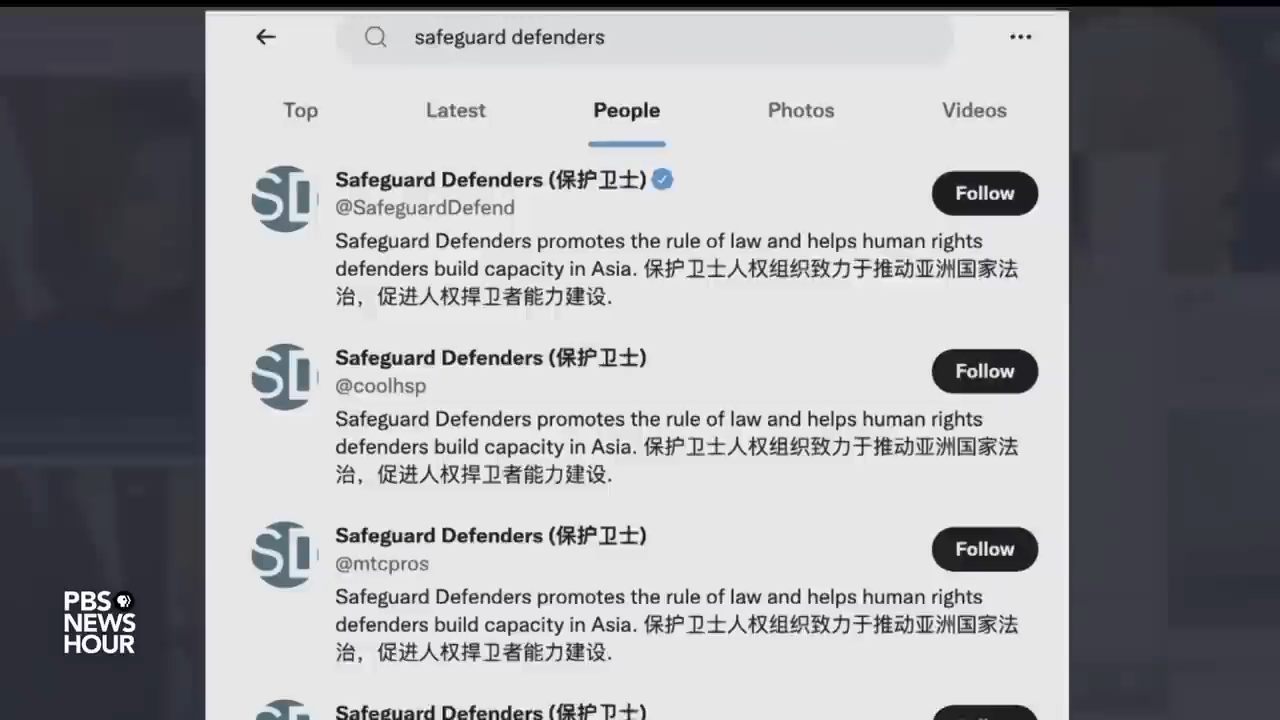 safeguard defenders
Top Latest People Photos Videos
SD
Safeguard Defenders (保护卫士)
@SafeguardDefend
Follow
Safeguard Defenders promotes the rule of law and helps human rights
defenders build capacity in Asia. 保护卫士人权组织致力于推动亚洲国家法
治，促进人权捍卫者能力建设.
SD
Safeguard Defenders (保护卫士)
@coolhsp
Follow
Safeguard Defenders promotes the rule of law and helps human rights
defenders build capacity in Asia. 保护卫士人权组织致力于推动亚洲国家法
治，促进人权捍卫者能力建设.
SD
Safeguard Defenders (保护卫士)
@mtcpros
Follow
Safeguard Defenders promotes the rule of law and helps human rights
defenders build capacity in Asia. 保护卫士人权组织致力于推动亚洲国家法
治，促进人权捍卫者能力建设.
Safeguard Defenders (保护卫士)
PBS
NEWS
HOUR